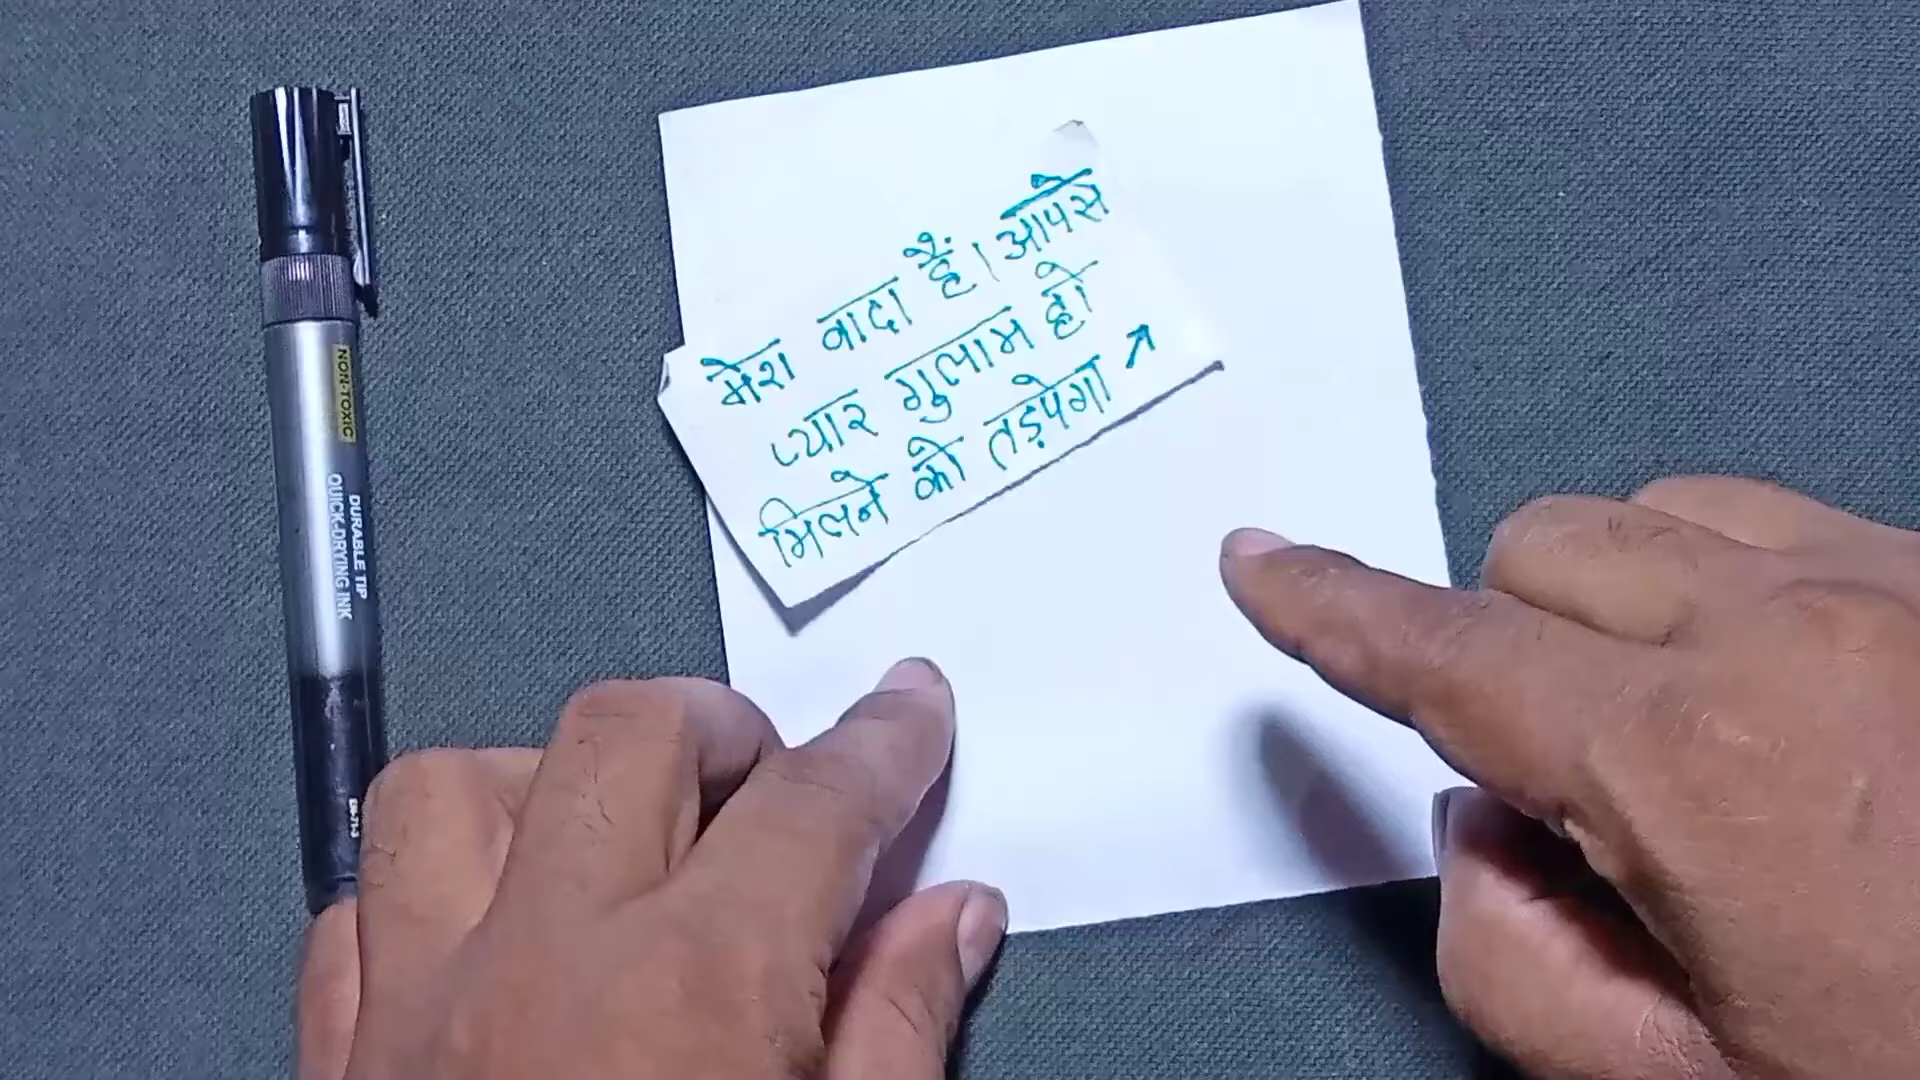 मेरा वादा हैं। आपसे
प्यार गुलाम हो
मिलने को तड़पेगा ↗
NON-TOXIC
DURABLE TIP
QUICK-DRYING INK